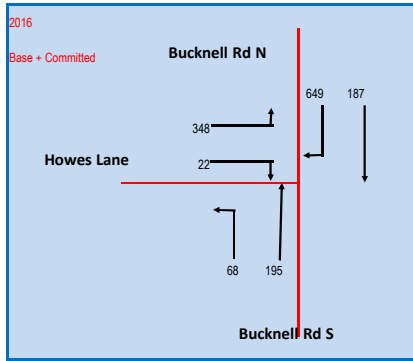 2016
Base + Committed
Bucknell Rd N
649 187
348
Howes Lane
22
68 195
Bucknell Rd S